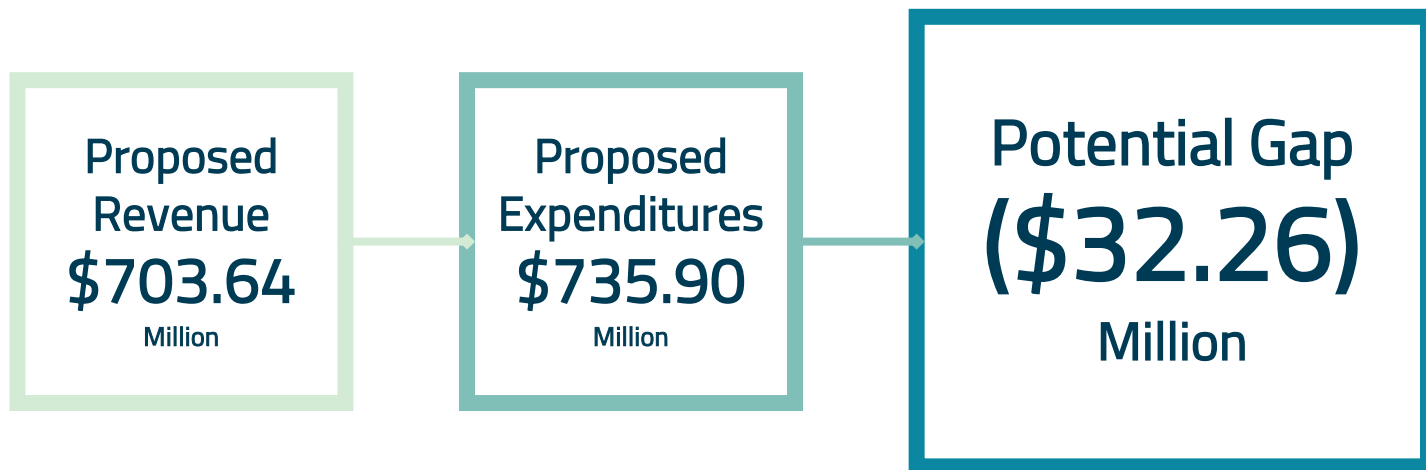 Proposed
Revenue
$703.64
Million
Proposed
Expenditures
$735.90
Million
Potential Gap
($32.26)
Million